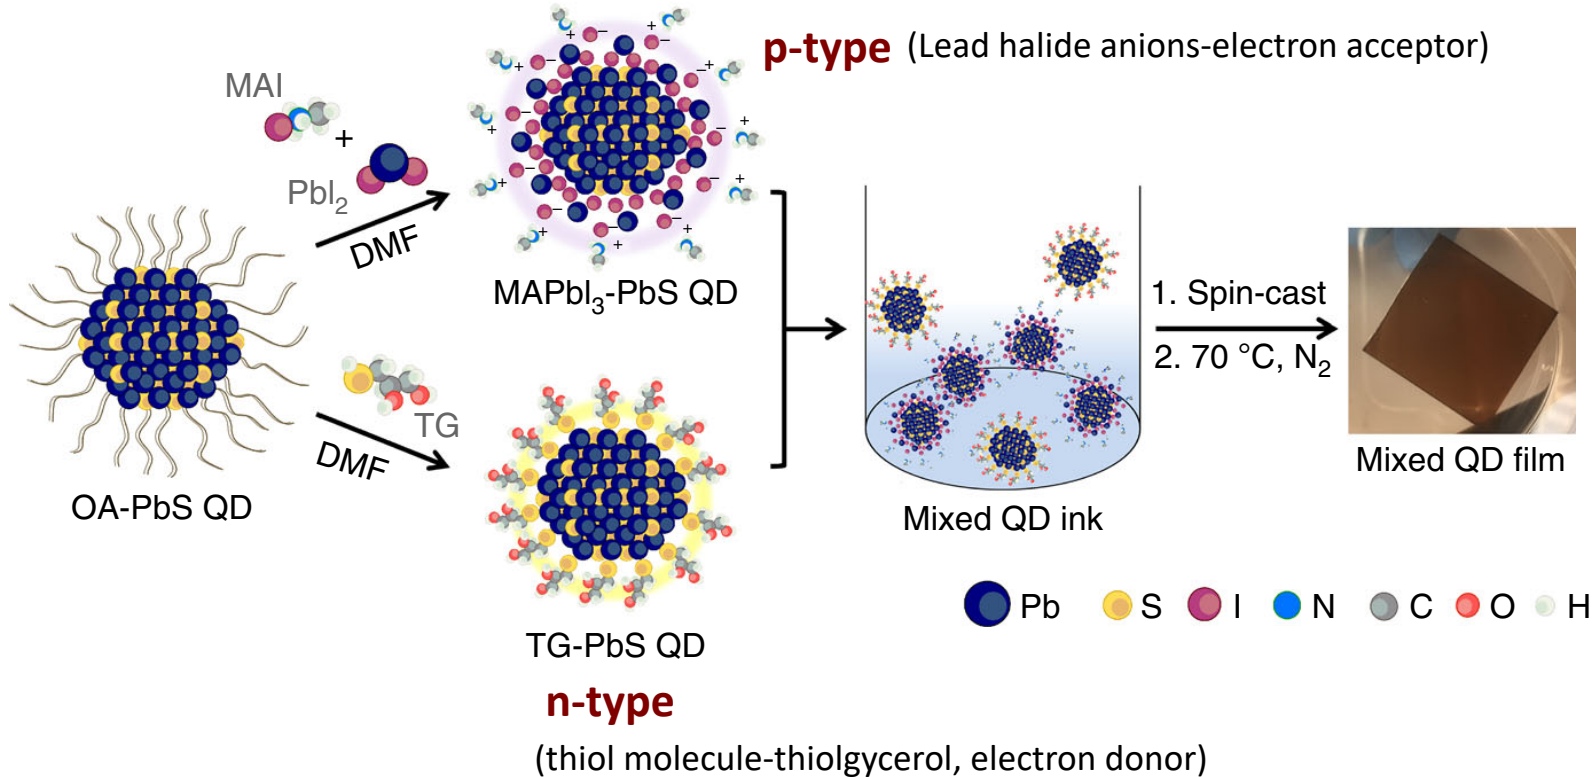 p-type (Lead halide anions-electron acceptor)
MAI
+
PbI₂
DMF
MAPbI₃-PbS QD
OA-PbS QD
TG
DMF
TG-PbS QD
n-type
(thiol molecule-thiolgycerol, electron donor)
Mixed QD ink
1. Spin-cast
2. 70 °C, N₂
Mixed QD film
Pb S I N C O H